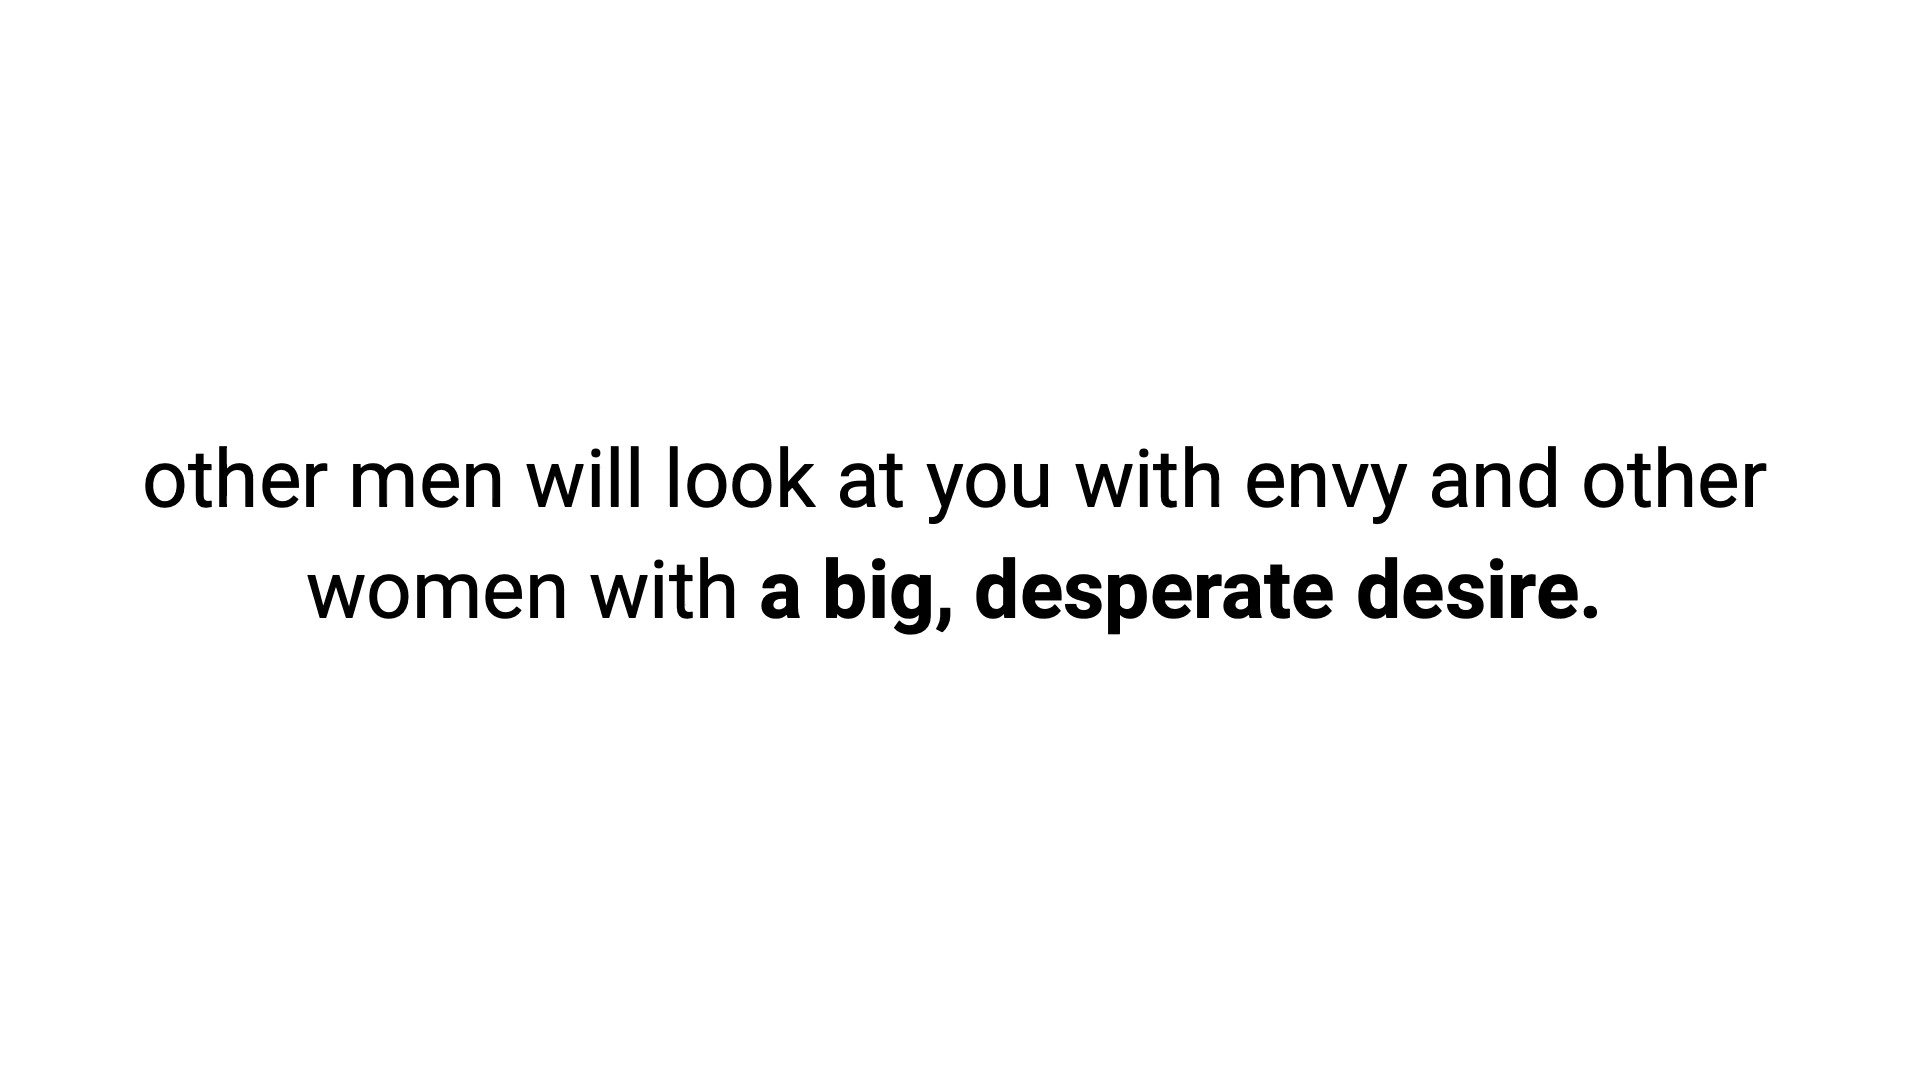 other men will look at you with envy and other
women with a big, desperate desire.